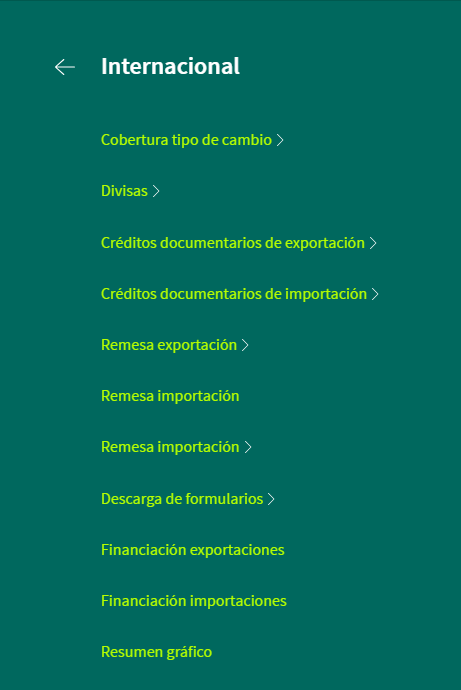 Internacional
Cobertura tipo de cambio
Divisas
Créditos documentarios de exportación
Créditos documentarios de importación
Remesa exportación
Remesa importación
Remesa importación
Descarga de formularios
Financiación exportaciones
Financiación importaciones
Resumen gráfico